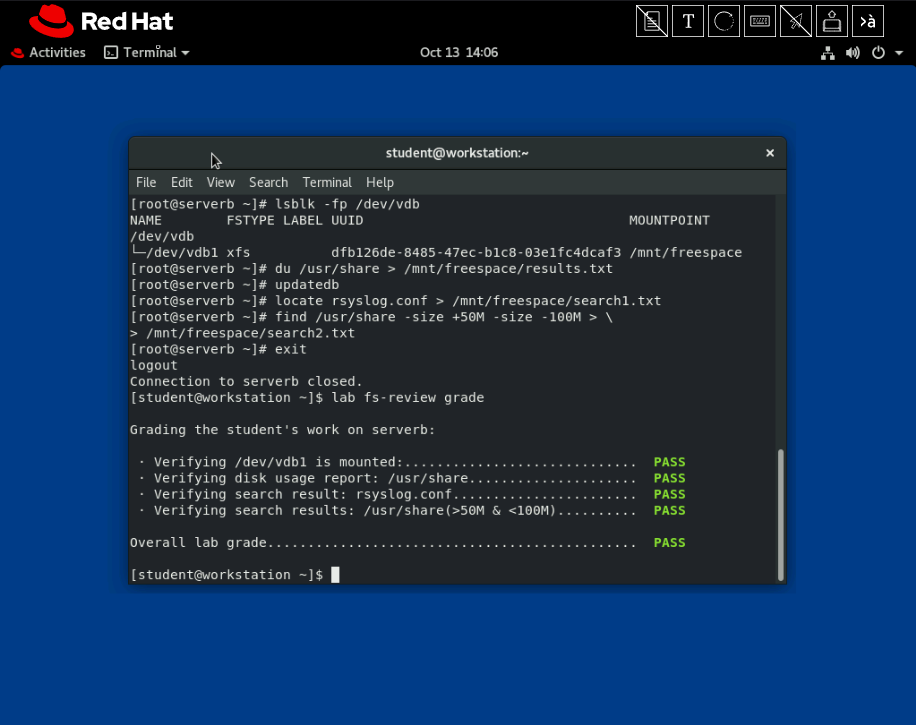 Red Hat
T
>à
Activities Terminal Oct 13 14:06
student@workstation:~ ×
File Edit View Search Terminal Help
[root@serverb ~]# lsblk -fp /dev/vdb
NAME        FSTYPE LABEL UUID                                 MOUNTPOINT
/dev/vdb
└─/dev/vdb1 xfs          dfb126de-8485-47ec-b1c8-03e1fc4dcaf3 /mnt/freespace
[root@serverb ~]# du /usr/share > /mnt/freespace/results.txt
[root@serverb ~]# updatedb
[root@serverb ~]# locate rsyslog.conf > /mnt/freespace/search1.txt
[root@serverb ~]# find /usr/share -size +50M -size -100M > \
> /mnt/freespace/search2.txt
[root@serverb ~]# exit
logout
Connection to serverb closed.
[student@workstation ~]$ lab fs-review grade
Grading the student's work on serverb:
 · Verifying /dev/vdb1 is mounted:.............................  PASS
 · Verifying disk usage report: /usr/share.....................  PASS
 · Verifying search result: rsyslog.conf.......................  PASS
 · Verifying search results: /usr/share(>50M & <100M)..........  PASS
Overall lab grade..............................................  PASS
[student@workstation ~]$